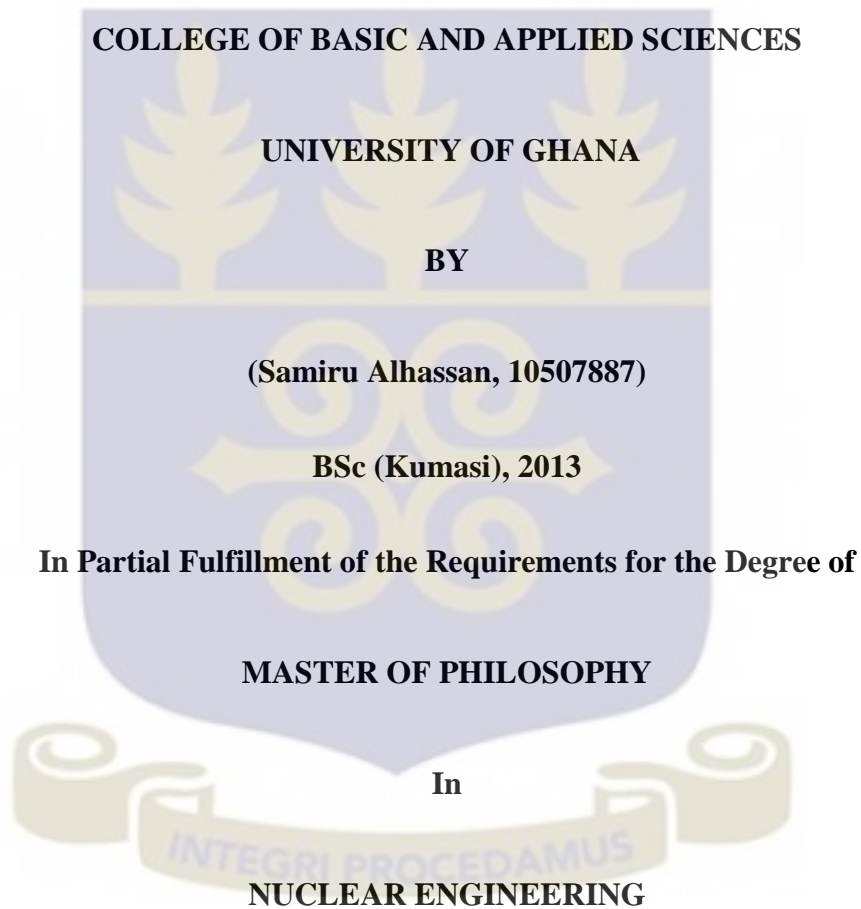 COLLEGE OF BASIC AND APPLIED SCIENCES
UNIVERSITY OF GHANA
BY
(Samiru Alhassan, 10507887)
BSc (Kumasi), 2013
In Partial Fulfillment of the Requirements for the Degree of
MASTER OF PHILOSOPHY
In
INTEGRI PROCEDAMUS
NUCLEAR ENGINEERING